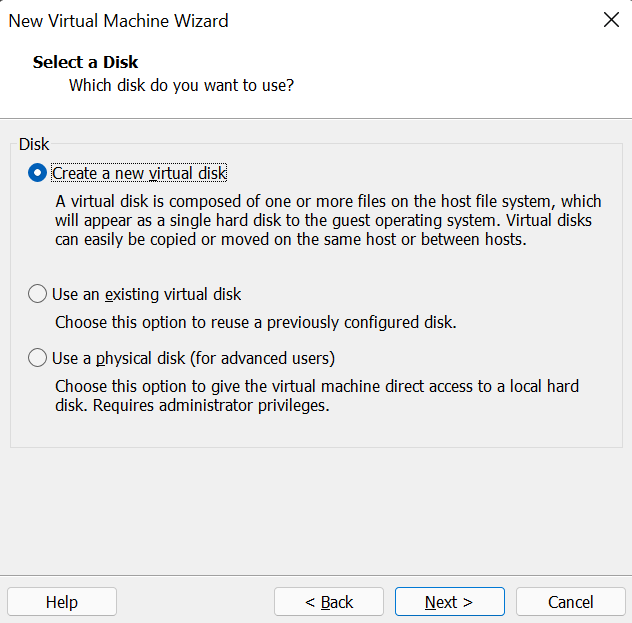 New Virtual Machine Wizard
Select a Disk
Which disk do you want to use?
Disk
Create a new virtual disk
A virtual disk is composed of one or more files on the host file system, which
will appear as a single hard disk to the guest operating system. Virtual disks
can easily be copied or moved on the same host or between hosts.
Use an existing virtual disk
Choose this option to reuse a previously configured disk.
Use a physical disk (for advanced users)
Choose this option to give the virtual machine direct access to a local hard
disk. Requires administrator privileges.
Help < Back Next > Cancel